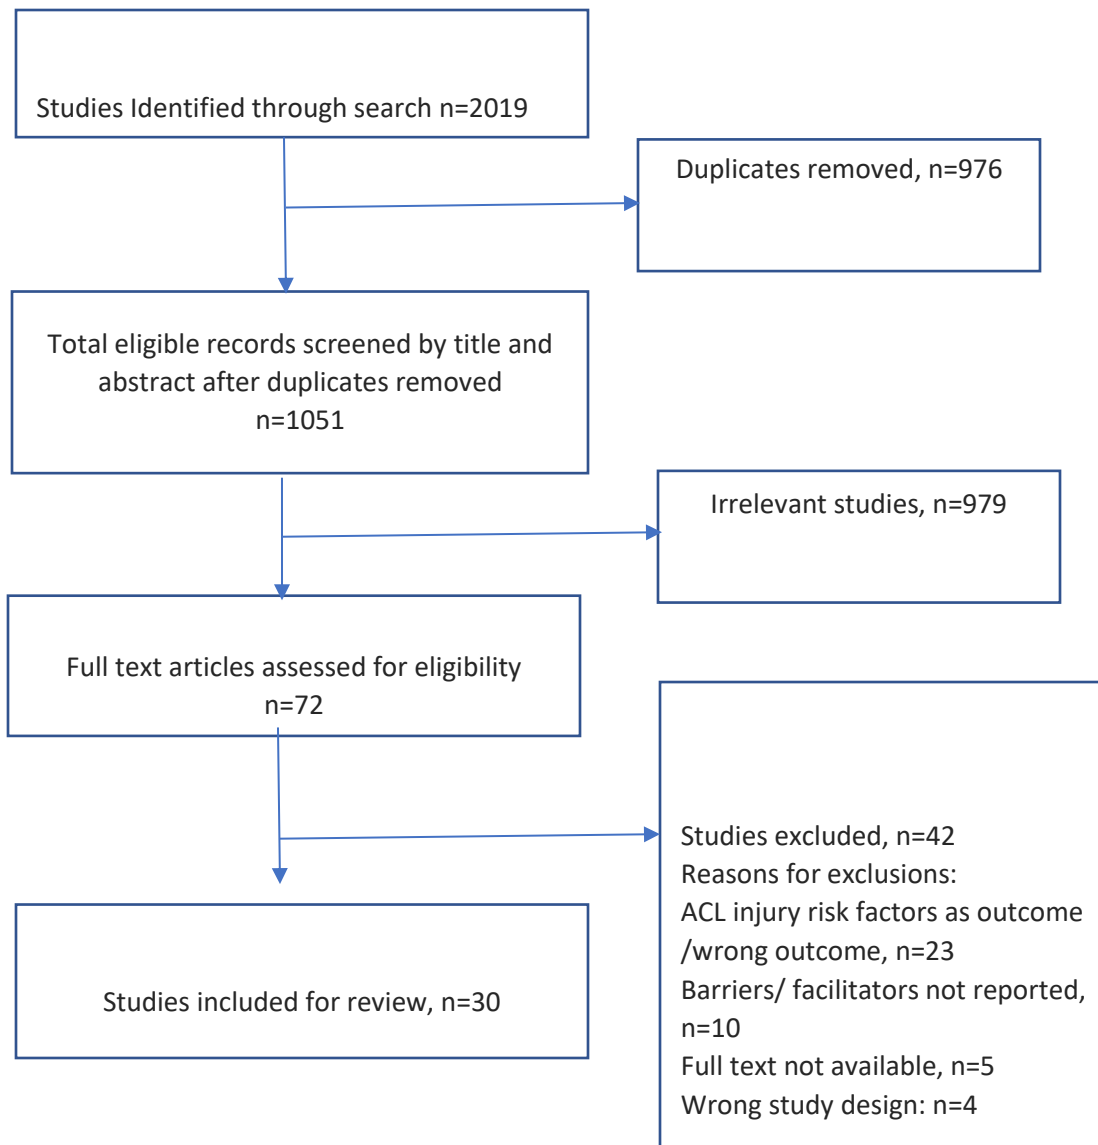 Studies Identified through search n=2019
Duplicates removed, n=976
Total eligible records screened by title and
abstract after duplicates removed
n=1051
Irrelevant studies, n=979
Full text articles assessed for eligibility
n=72
Studies excluded, n=42
Reasons for exclusions:
ACL injury risk factors as outcome
/wrong outcome, n=23
Barriers/ facilitators not reported,
n=10
Full text not available, n=5
Wrong study design: n=4
Studies included for review, n=30